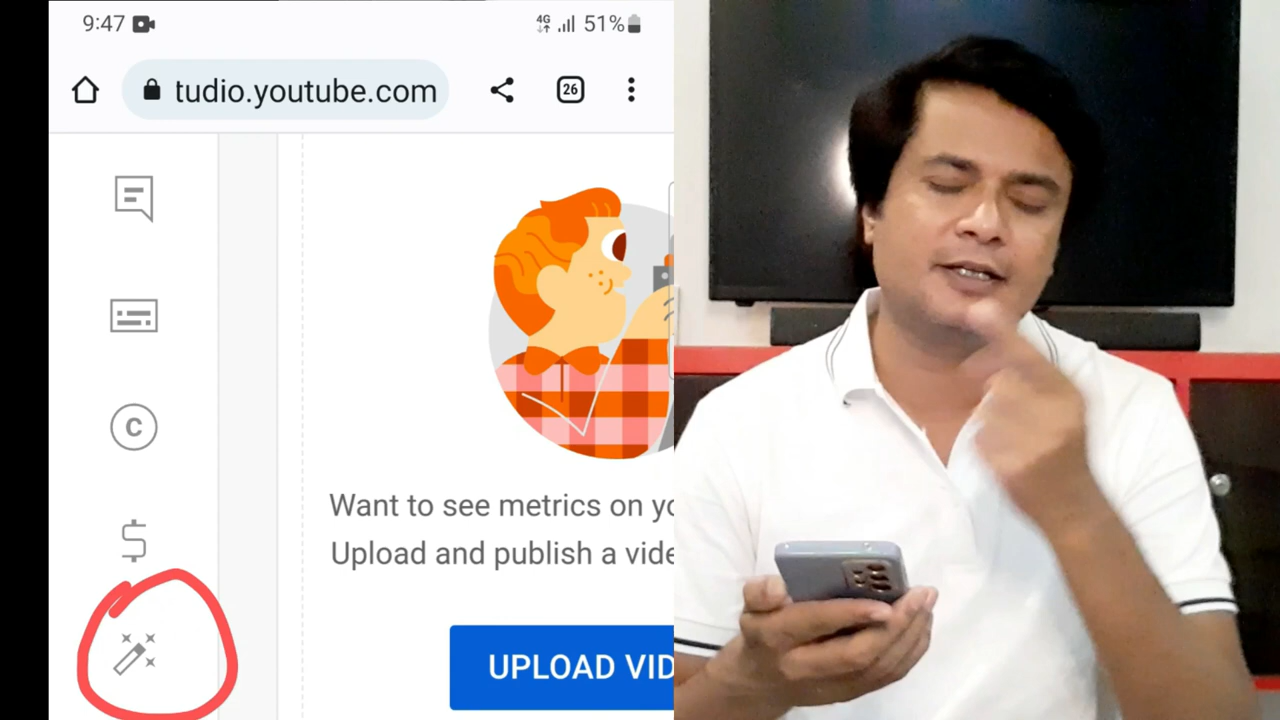 9:47
4G 51%
tudio.youtube.com
26
C
$
Want to see metrics on yo
Upload and publish a vide
UPLOAD VID